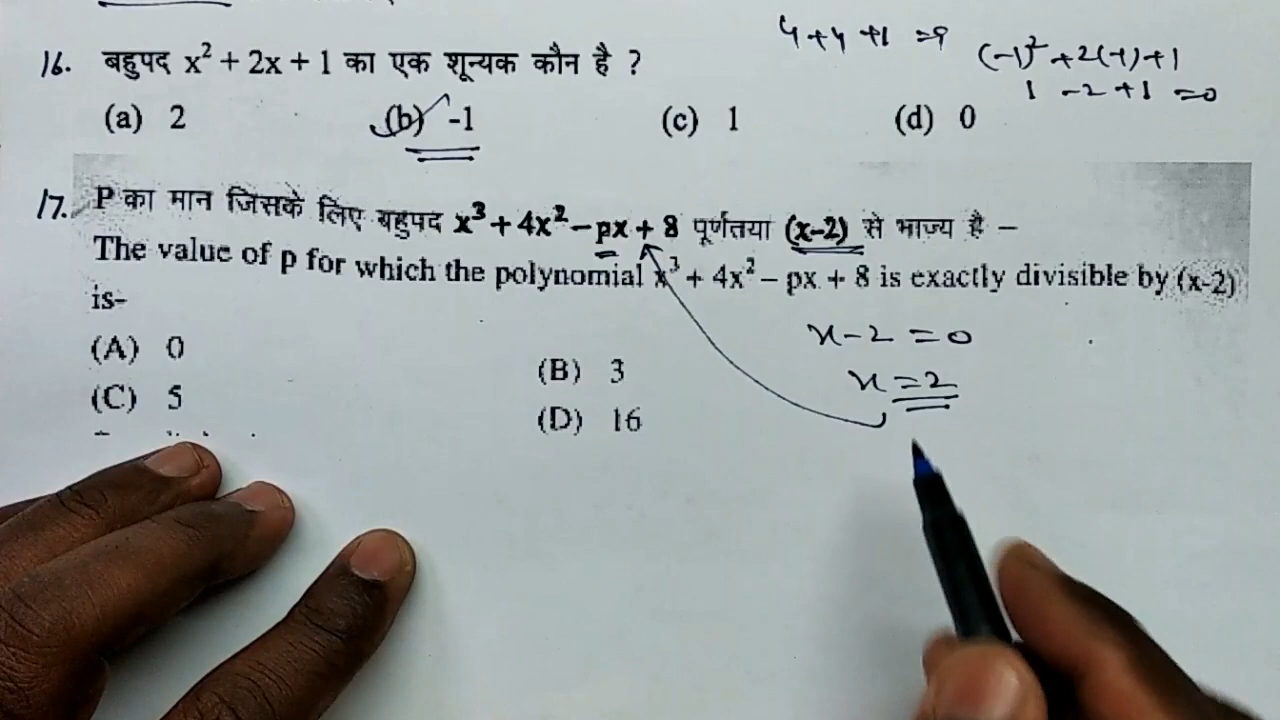 4+4+1 =9
(-1)²+2(-1)+1
1 -2+1 =0
16. बहुपद x² + 2x + 1 का एक शून्यक कौन है ?
(a) 2 (b) -1 (c) 1 (d) 0
17. P का मान जिसके लिए बहुपद x³ + 4x² – px + 8 पूर्णतया (x–2) से भाज्य है –
The value of p for which the polynomial x³ + 4x² – px + 8 is exactly divisible by (x-2)
is-
(A) 0 (B) 3
(C) 5 (D) 16
x-2 =0
x =2